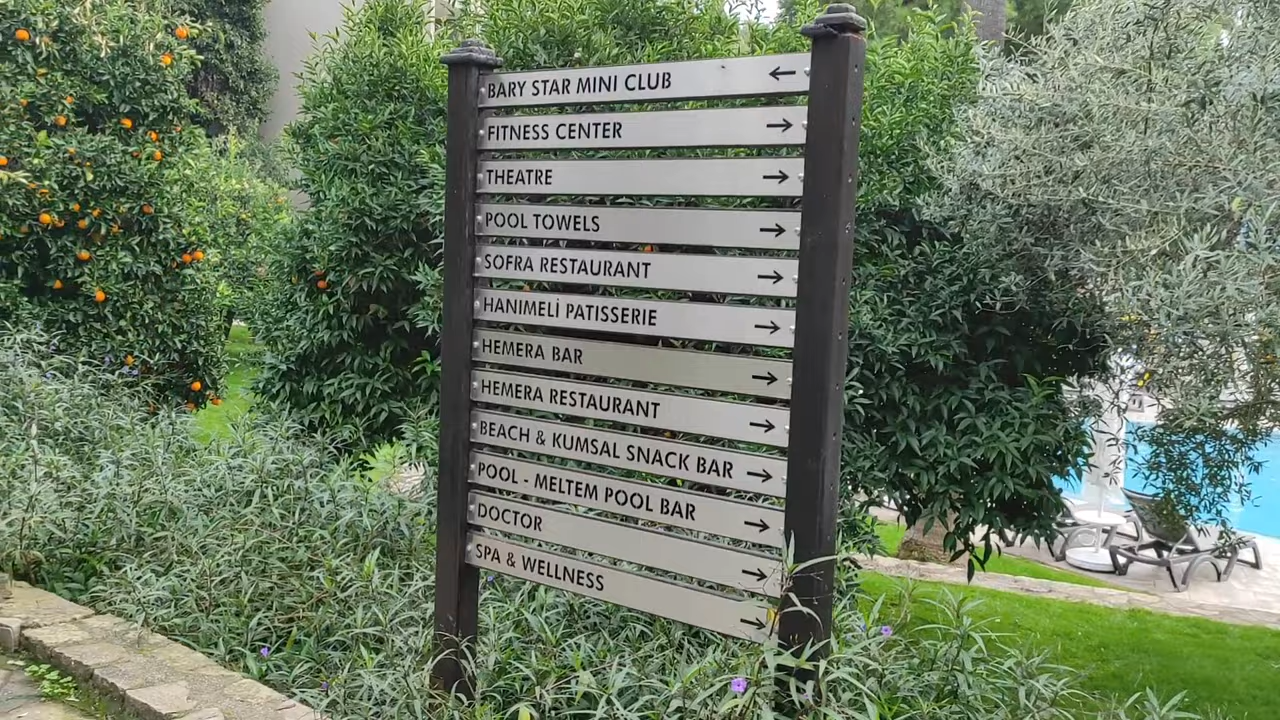 BARY STAR MINI CLUB ←
FITNESS CENTER →
THEATRE →
POOL TOWELS →
SOFRA RESTAURANT →
HANIMELİ PATISSERIE →
HEMERA BAR →
HEMERA RESTAURANT →
BEACH & KUMSAL SNACK BAR →
POOL - MELTEM POOL BAR →
DOCTOR →
SPA & WELLNESS →